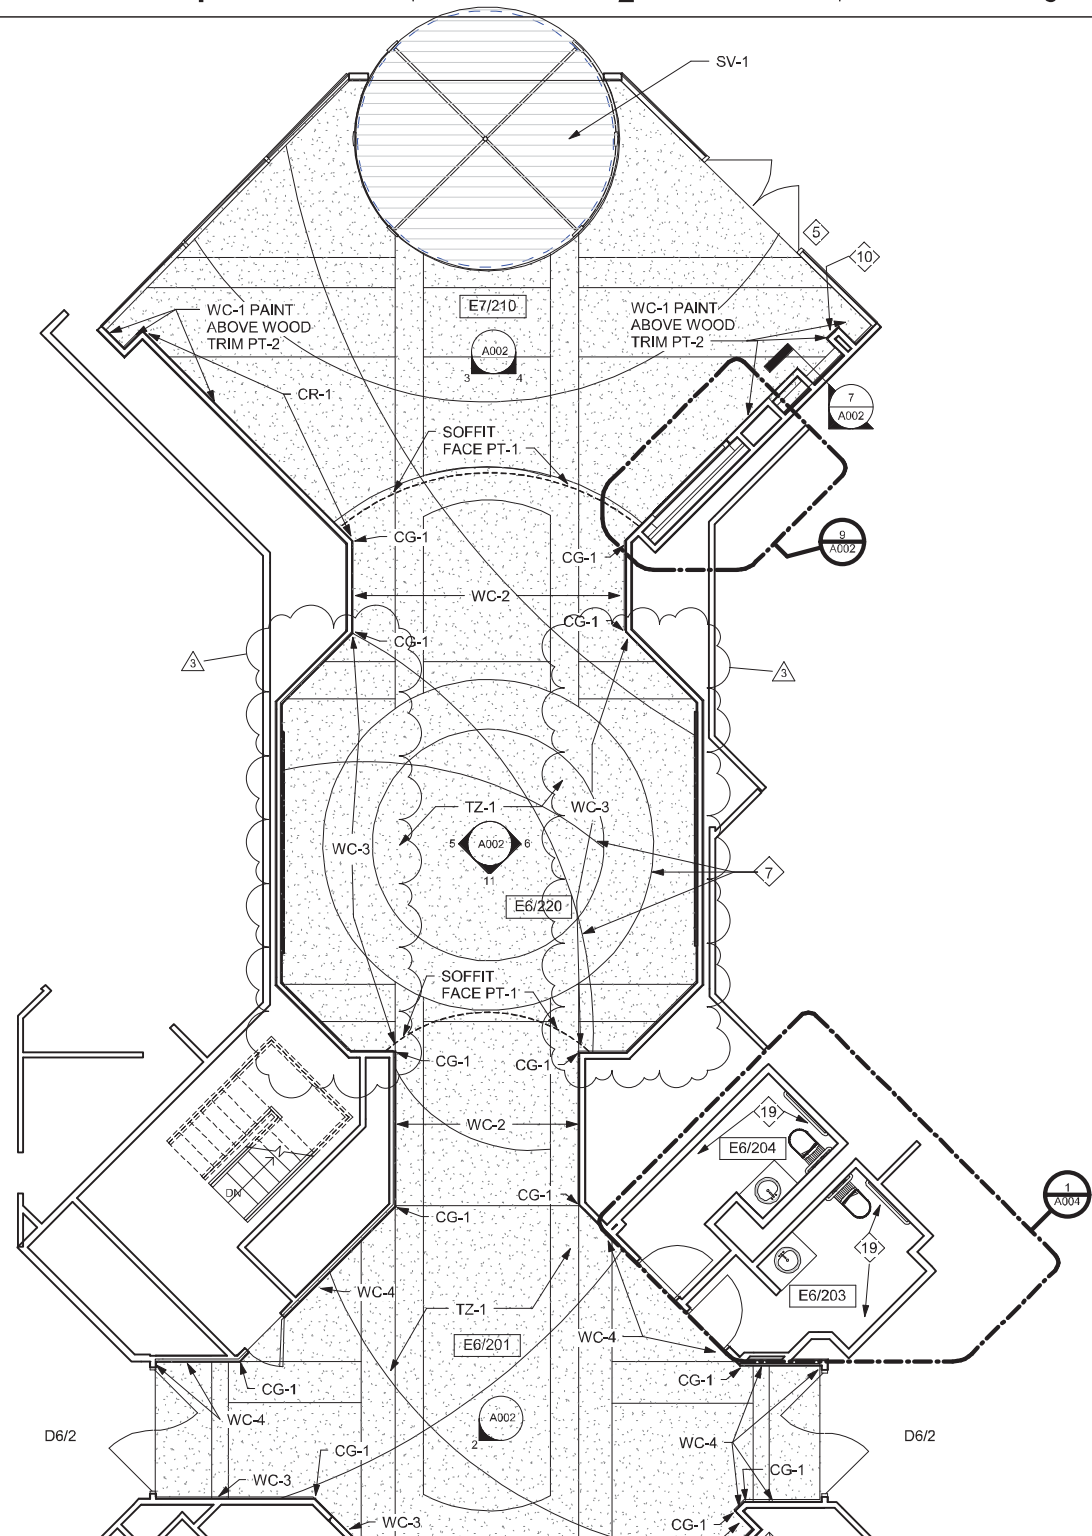 SV-1
5
10
E7/210
WC-1 PAINT
ABOVE WOOD
TRIM PT-2
WC-1 PAINT
ABOVE WOOD
TRIM PT-2
A002
3
4
CR-1
7
A002
SOFFIT
FACE PT-1
CG-1
CG-1
9
A002
WC-2
CG-1
CG-1
3
3
TZ-1
WC-3
WC-3
5
A002
6
11
7
E6/220
SOFFIT
FACE PT-1
CG-1
CG-1
19
WC-2
E6/204
DN
CG-1
CG-1
1
A004
19
WC-4
E6/203
TZ-1
WC-4
E6/201
CG-1
CG-1
WC-4
A002
2
D6/2
D6/2
WC-4
CG-1
CG-1
WC-3
WC-3
CG-1